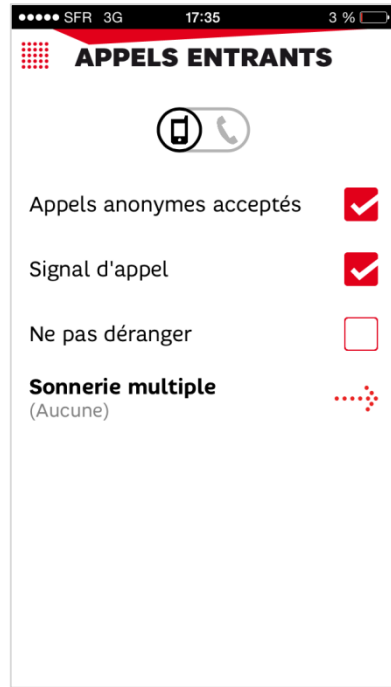 SFR 3G 17:35 3 %
APPELS ENTRANTS
Appels anonymes acceptés
Signal d'appel
Ne pas déranger
Sonnerie multiple
(Aucune)